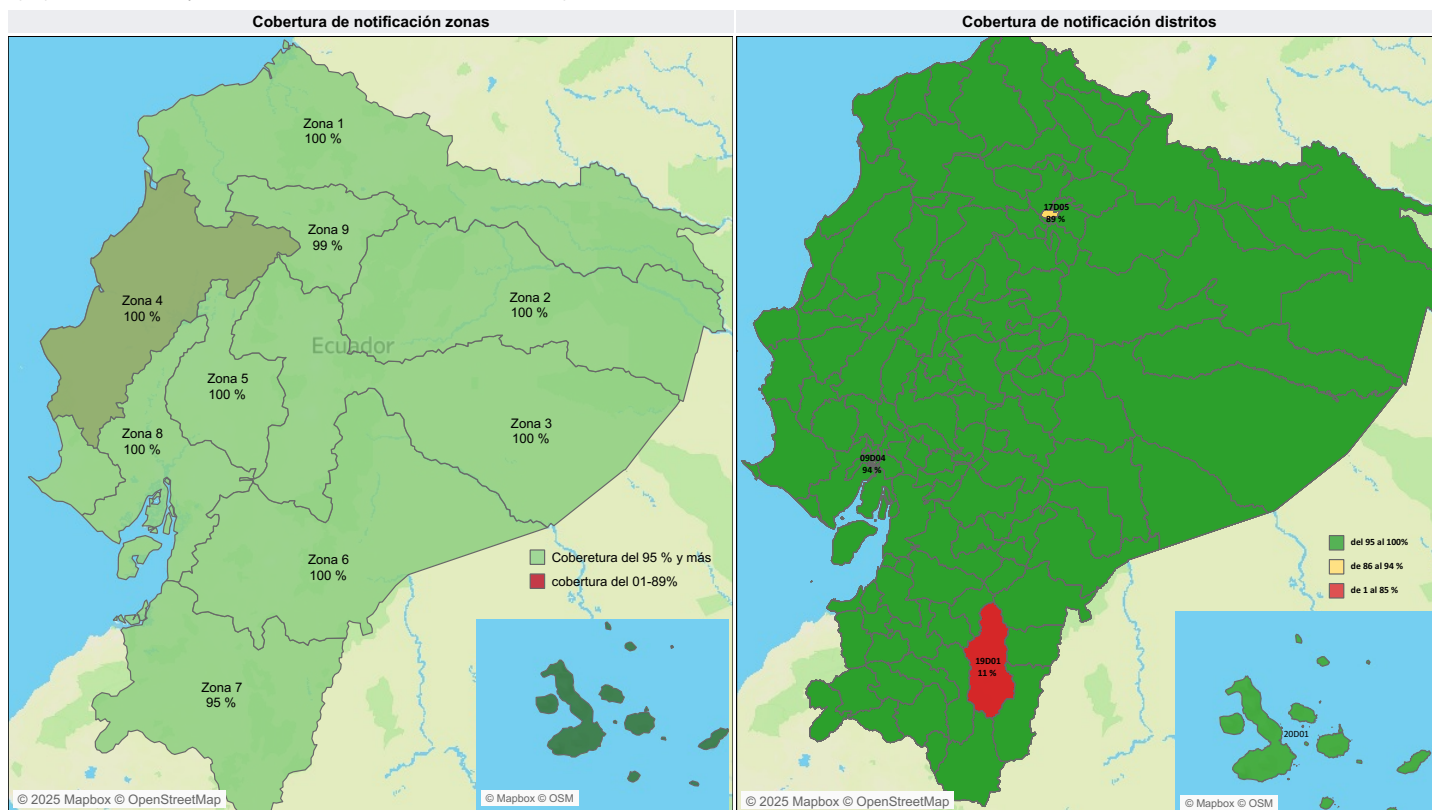 Cobertura de notificación zonas
Zona 1
100 %
Zona 9
99 %
Zona 4
100 %
Zona 2
100 %
Ecuador
Zona 5
100 %
Zona 3
100 %
Zona 8
100 %
Zona 6
100 %
Coberetura del 95 % y más
cobertura del 01-89%
Zona 7
95 %
© 2025 Mapbox © OpenStreetMap
© Mapbox © OSM
Cobertura de notificación distritos
17D05
89 %
09D04
94 %
del 95 al 100%
de 86 al 94 %
de 1 al 85 %
19D01
11 %
20D01
© 2025 Mapbox © OpenStreetMap
© Mapbox © OSM